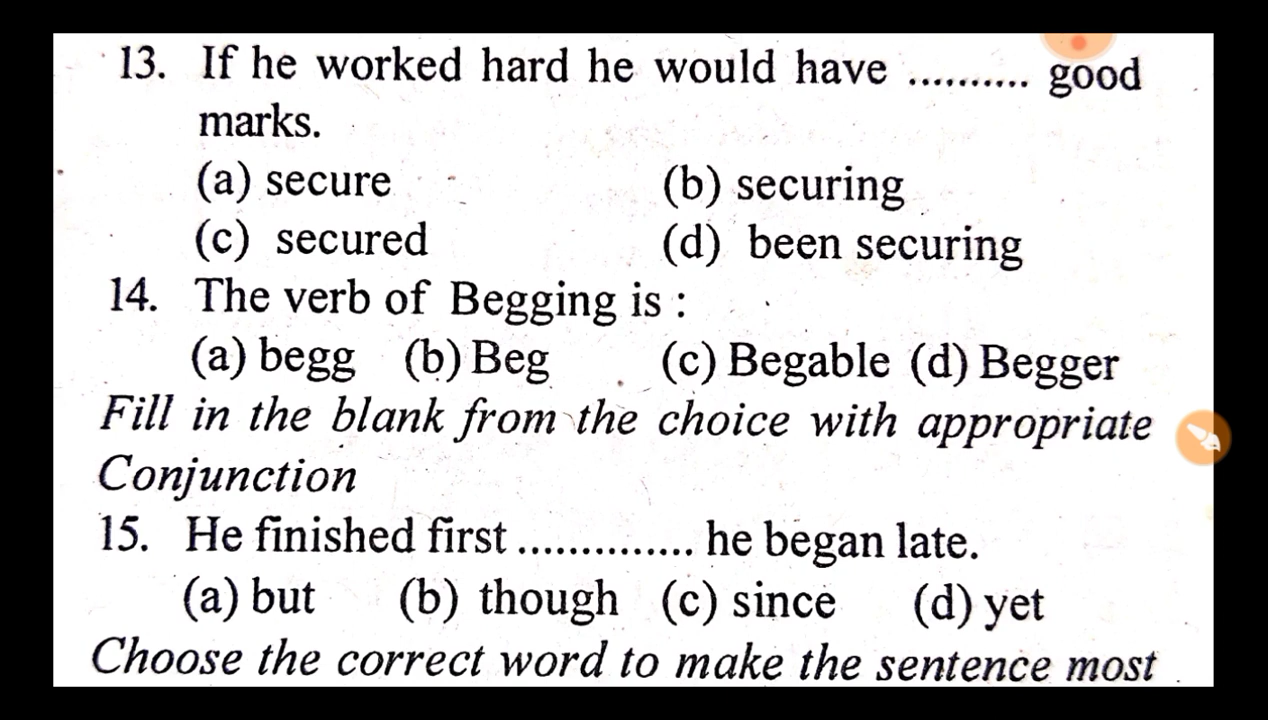 13. If he worked hard he would have .......... good
marks.
(a) secure (b) securing
(c) secured (d) been securing
14. The verb of Begging is :
(a) begg (b) Beg (c) Begable (d) Begger
Fill in the blank from the choice with appropriate
Conjunction
15. He finished first .............. he began late.
(a) but (b) though (c) since (d) yet
Choose the correct word to make the sentence most